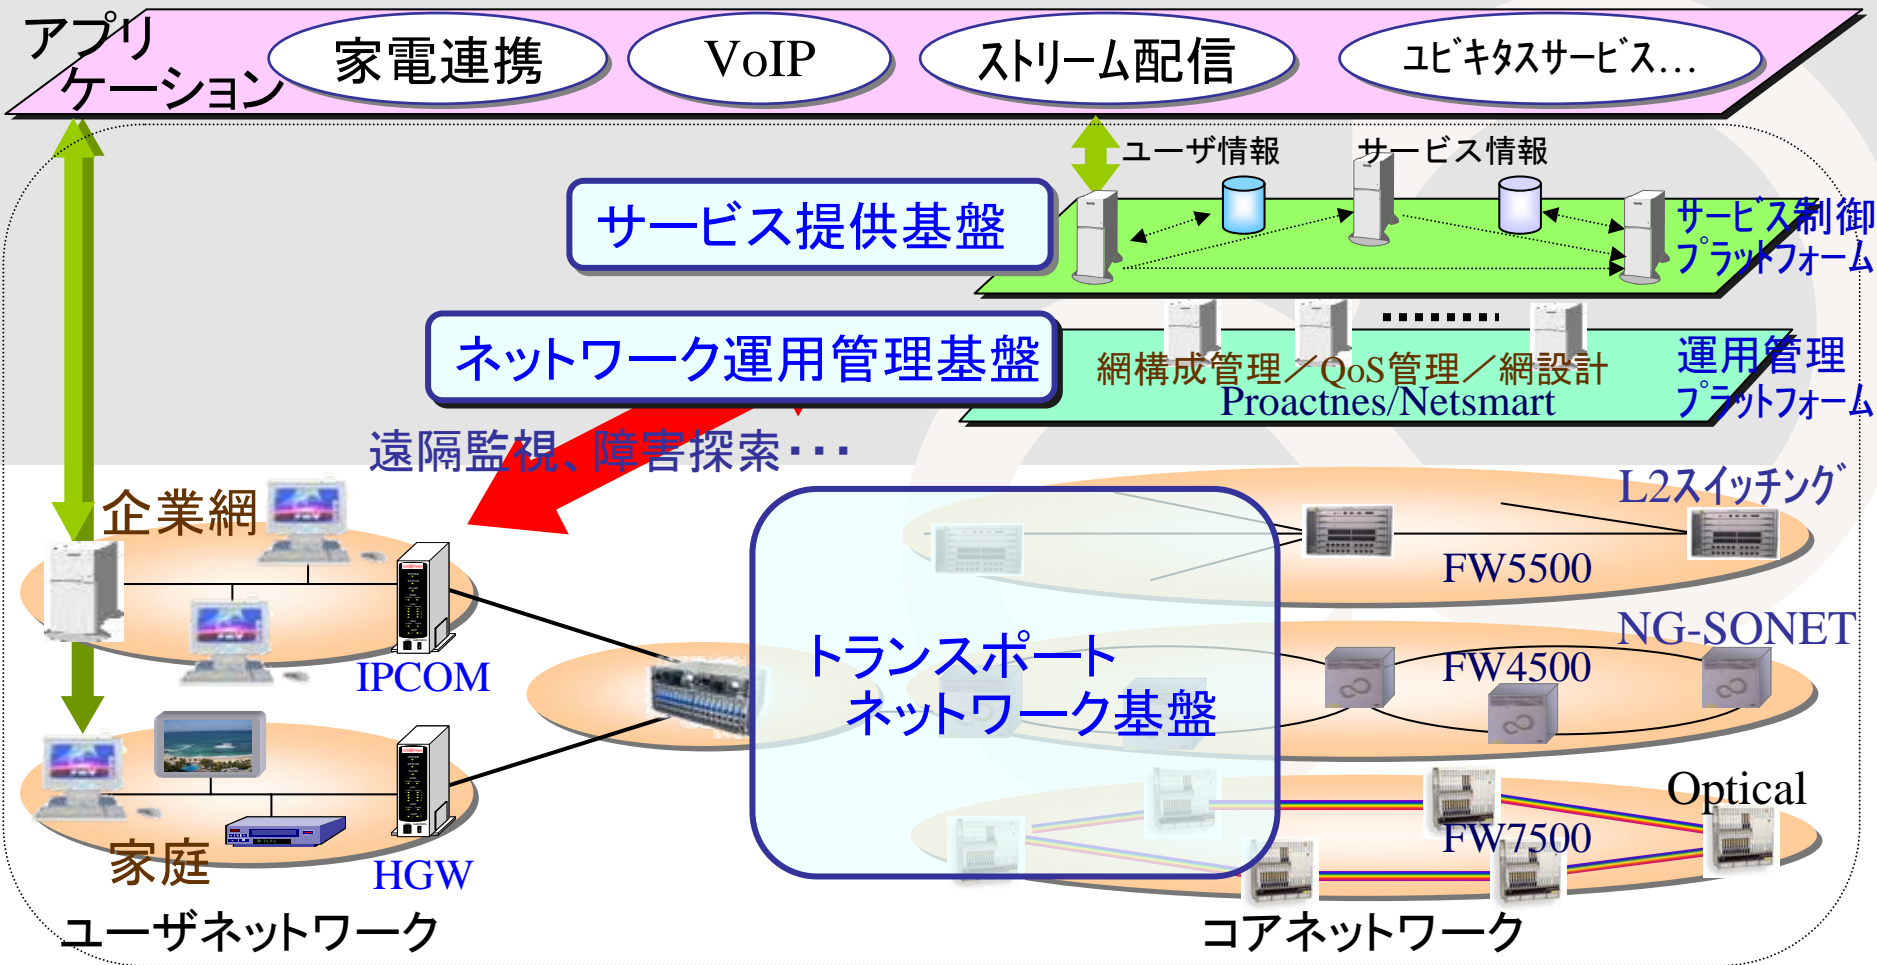 アプリ
ケーション
家電連携
VoIP
ストリーム配信
ユビキタスサービス…
ユーザ情報
サービス情報
サービス提供基盤
サービス制御
プラットフォーム
ネットワーク運用管理基盤
網構成管理／QoS管理／網設計
Proactnes/Netsmart
運用管理
プラットフォーム
遠隔監視、障害探索・・・
企業網
IPCOM
家庭
HGW
ユーザネットワーク
トランスポート
ネットワーク基盤
L2スイッチング
FW5500
NG-SONET
FW4500
Optical
FW7500
コアネットワーク